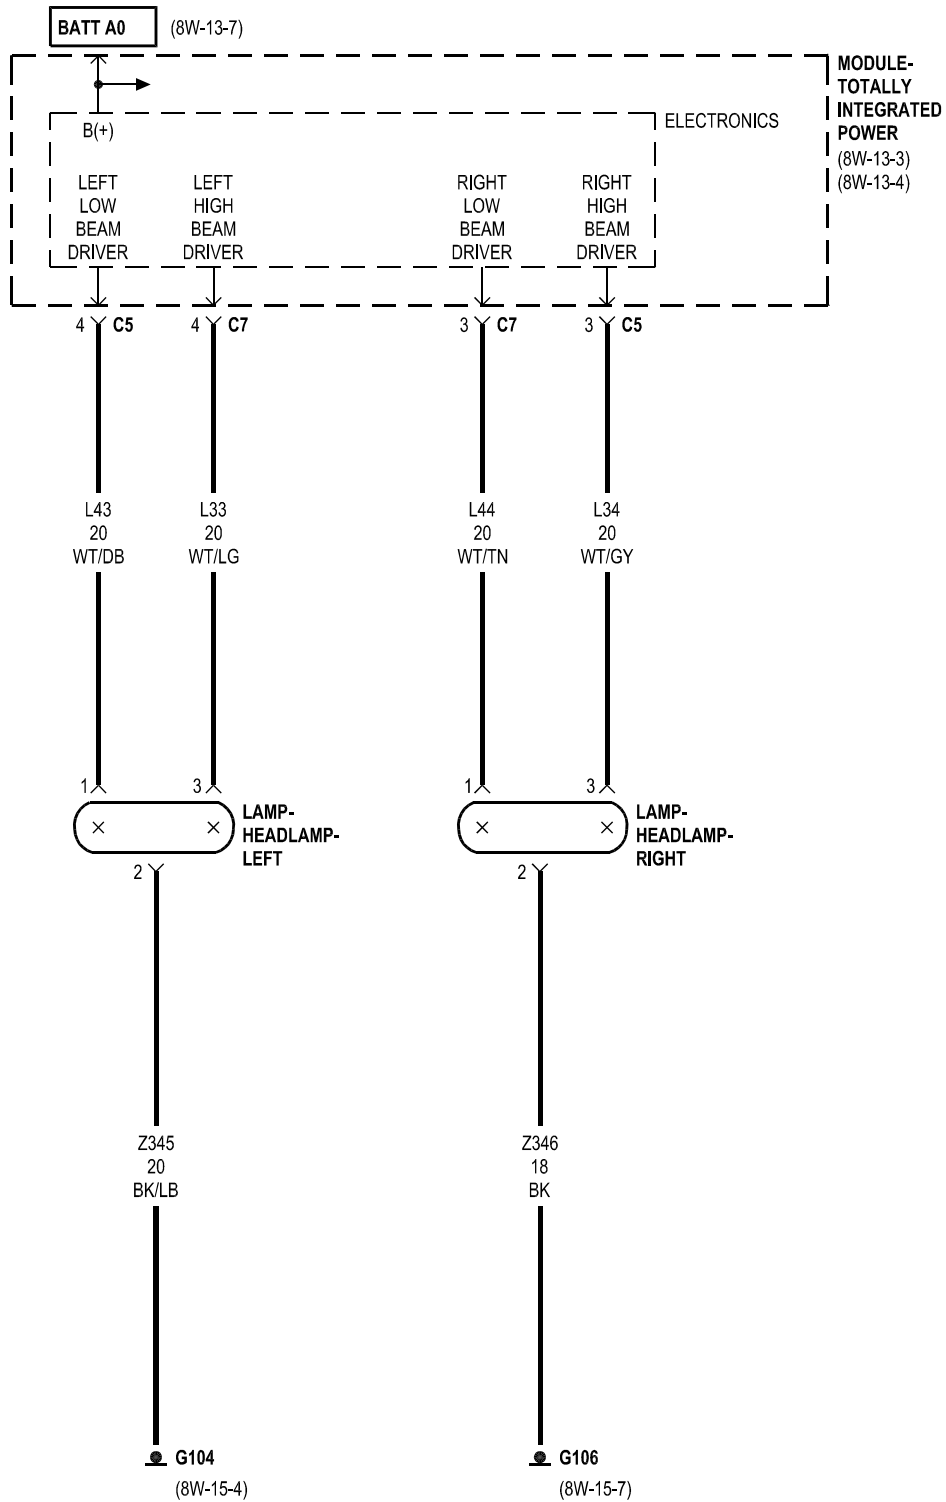 BATT A0 (8W-13-7)
MODULE-
TOTALLY
INTEGRATED
POWER
(8W-13-3)
(8W-13-4)
ELECTRONICS
B(+)
LEFT
LOW
BEAM
DRIVER
LEFT
HIGH
BEAM
DRIVER
RIGHT
LOW
BEAM
DRIVER
RIGHT
HIGH
BEAM
DRIVER
4 C5
4 C7
3 C7
3 C5
L43
20
WT/DB
L33
20
WT/LG
L44
20
WT/TN
L34
20
WT/GY
1
3
LAMP-
HEADLAMP-
LEFT
2
1
3
LAMP-
HEADLAMP-
RIGHT
2
Z345
20
BK/LB
Z346
18
BK
G104
(8W-15-4)
G106
(8W-15-7)